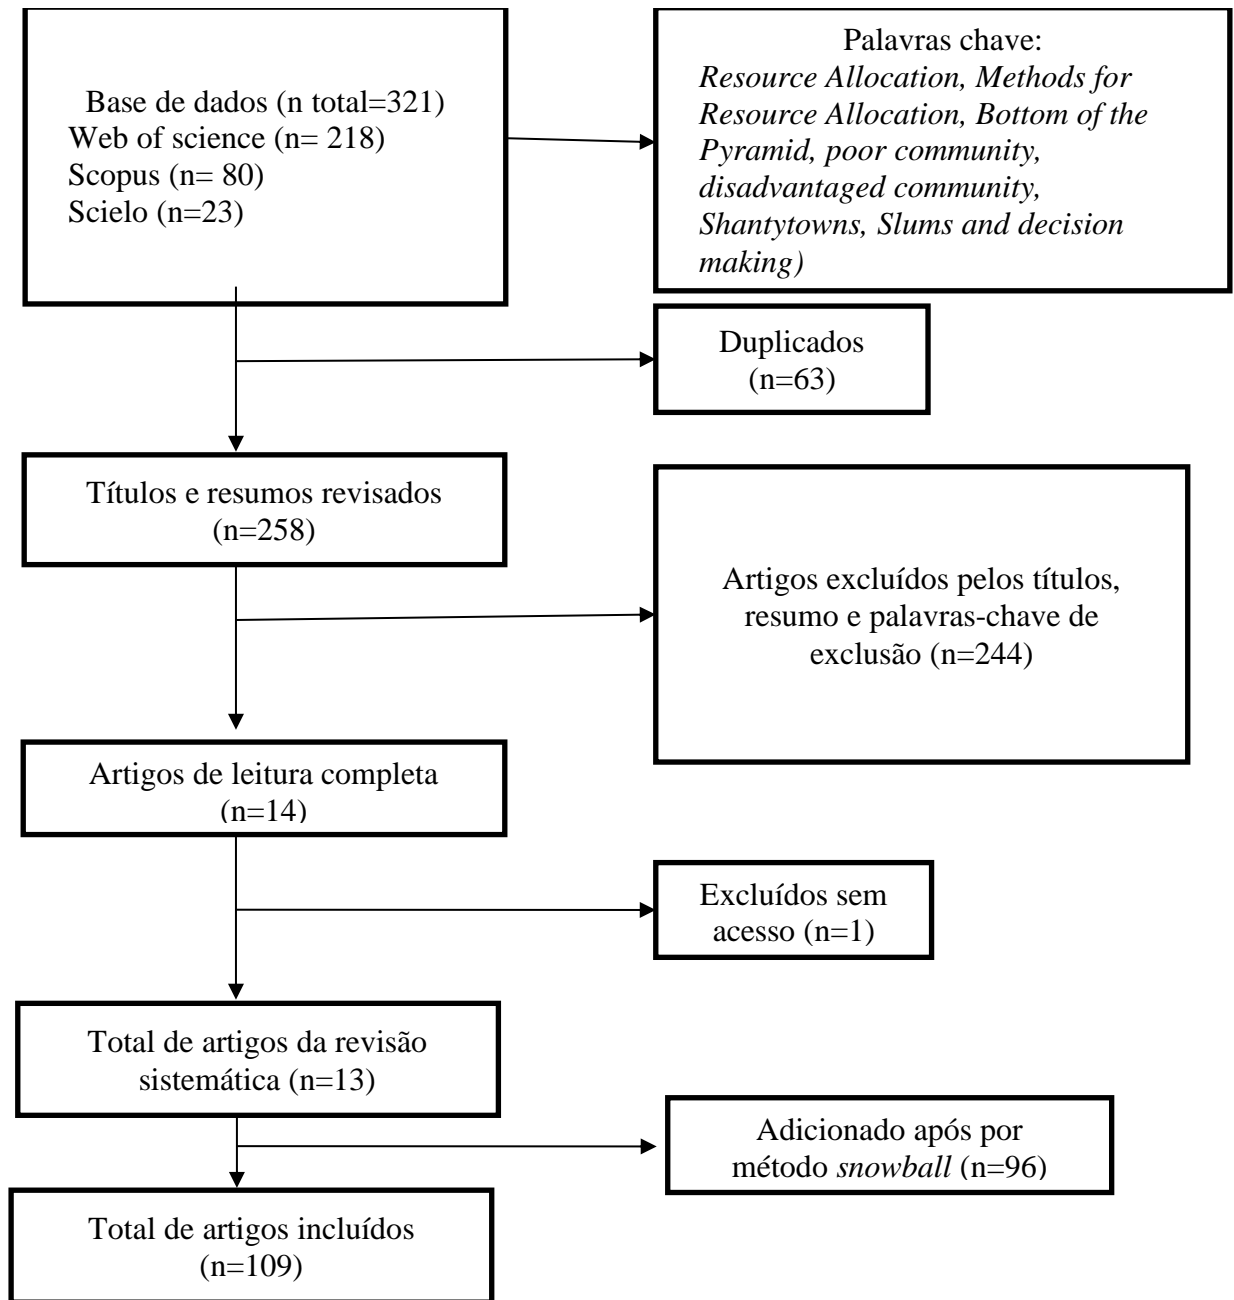 Base de dados (n total=321)
Web of science (n= 218)
Scopus (n= 80)
Scielo (n=23)
Palavras chave:
Resource Allocation, Methods for
Resource Allocation, Bottom of the
Pyramid, poor community,
disadvantaged community,
Shantytowns, Slums and decision
making)
Duplicados
(n=63)
Títulos e resumos revisados
(n=258)
Artigos excluídos pelos títulos,
resumo e palavras-chave de
exclusão (n=244)
Artigos de leitura completa
(n=14)
Excluídos sem
acesso (n=1)
Total de artigos da revisão
sistemática (n=13)
Adicionado após por
método snowball (n=96)
Total de artigos incluídos
(n=109)